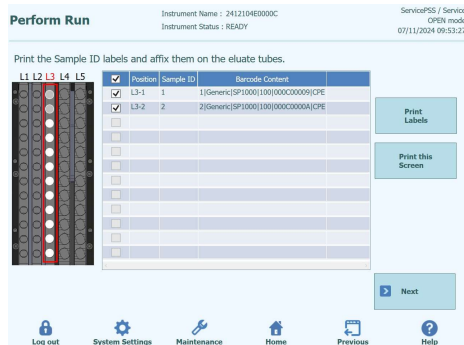 Perform Run
Instrument Name : 2412104E0000C
Instrument Status : READY
ServicePSS / Service
OPEN mode
07/11/2024 09:53:27
Print the Sample ID labels and affix them on the eluate tubes.
L1 L2 L3 L4 L5
Position Sample ID Barcode Content
L3-1 1 1|Generic|SP1000|100|000C00009|CPE
L3-2 2 2|Generic|SP1000|100|000C0000A|CPE
Print
Labels
Print this
Screen
Next
Log out System Settings Maintenance Home Previous Help